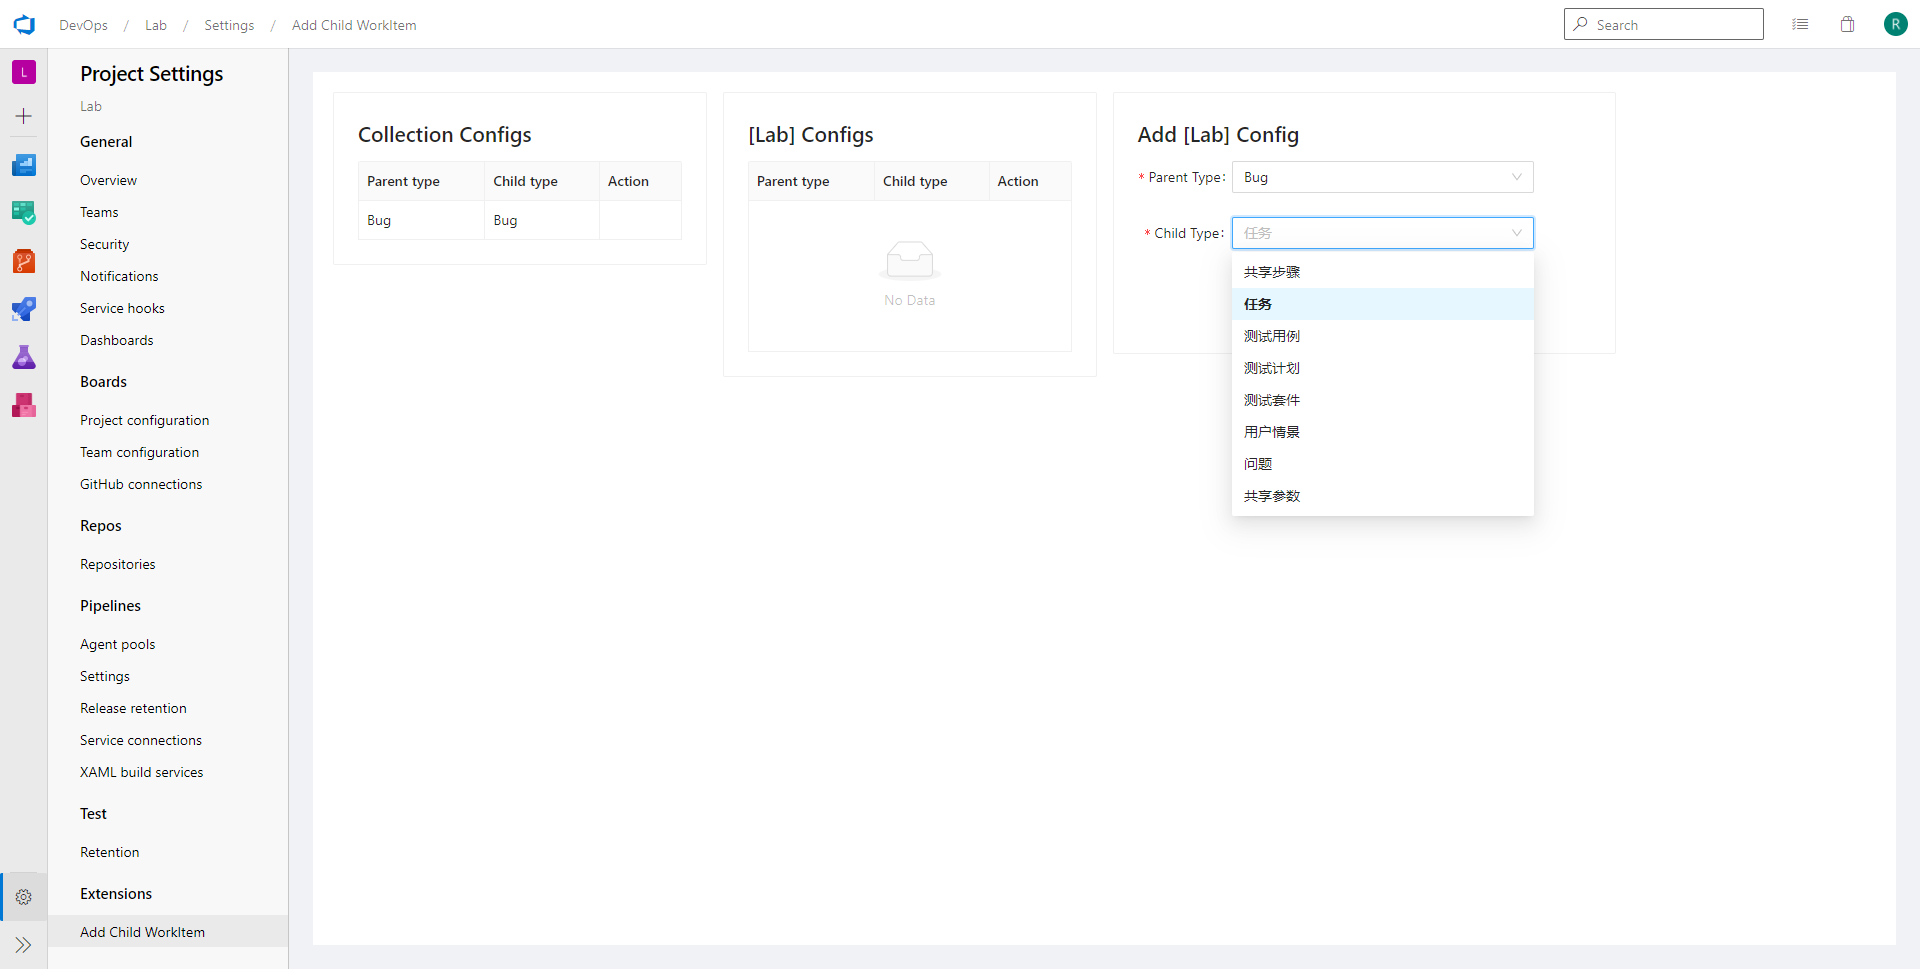 DevOps / Lab / Settings / Add Child WorkItem
Search
R
L
Project Settings
Lab
General
Overview
Teams
Security
Notifications
Service hooks
Dashboards
Boards
Project configuration
Team configuration
GitHub connections
Repos
Repositories
Pipelines
Agent pools
Settings
Release retention
Service connections
XAML build services
Test
Retention
Extensions
Add Child WorkItem
Collection Configs
Parent type Child type Action
Bug Bug
[Lab] Configs
Parent type Child type Action
No Data
Add [Lab] Config
* Parent Type: Bug
* Child Type: 任务
共享步骤
任务
测试用例
测试计划
测试套件
用户情景
问题
共享参数